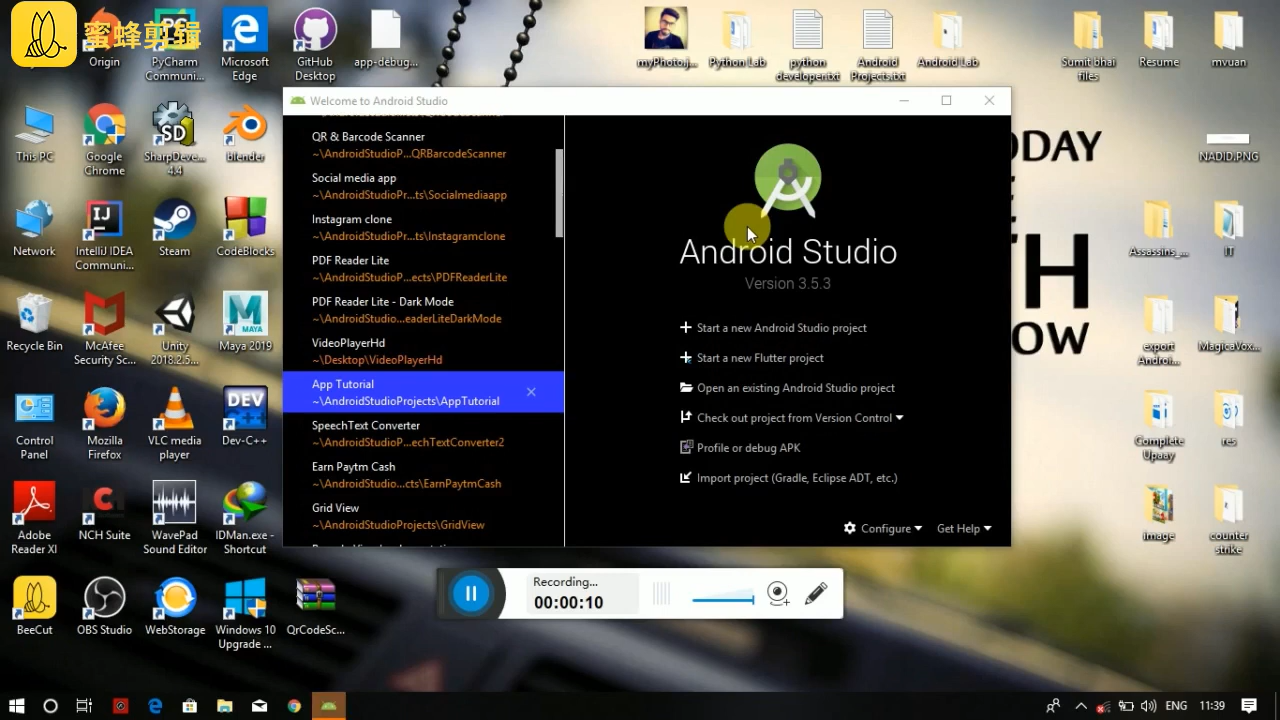 蜜蜂剪辑
Origin
PyCharm
Communi...
Microsoft
Edge
GitHub
Desktop
app-debug...
myPhotoj...
Python Lab
python
developer.txt
Android
Projects.txt
Android Lab
Sumit bhai
files
Resume
mvuan
This PC
Google
Chrome
SharpDeve...
4.4
blender
Network
IntelliJ IDEA
Communi...
Steam
CodeBlocks
Recycle Bin
McAfee
Security Sc...
Unity
2018.2.5...
Maya 2019
Control
Panel
Mozilla
Firefox
VLC media
player
Dev-C++
Adobe
Reader XI
NCH Suite
WavePad
Sound Editor
IDMan.exe -
Shortcut
BeeCut
OBS Studio
WebStorage
Windows 10
Upgrade ...
QrCodeSc...
Welcome to Android Studio
QR & Barcode Scanner
~\AndroidStudioP...QRBarcodeScanner
Social media app
~\AndroidStudioPr...ts\Socialmediaapp
Instagram clone
~\AndroidStudioPr...ts\Instagramclone
PDF Reader Lite
~\AndroidStudioP...ects\PDFReaderLite
PDF Reader Lite - Dark Mode
~\AndroidStudio...eaderLiteDarkMode
VideoPlayerHd
~\Desktop\VideoPlayerHd
App Tutorial
~\AndroidStudioProjects\AppTutorial
SpeechText Converter
~\AndroidStudioP...echTextConverter2
Earn Paytm Cash
~\AndroidStudio...cts\EarnPaytmCash
Grid View
~\AndroidStudioProjects\GridView
Android Studio
Version 3.5.3
Start a new Android Studio project
Start a new Flutter project
Open an existing Android Studio project
Check out project from Version Control
Profile or debug APK
Import project (Gradle, Eclipse ADT, etc.)
Configure
Get Help
ODAY
TH
OW
NADID.PNG
Assassins_...
IT
export
Androi...
MagicaVox...
Complete
Upaay
res
image
counter
strike
Recording...
00:00:10
ENG
11:39